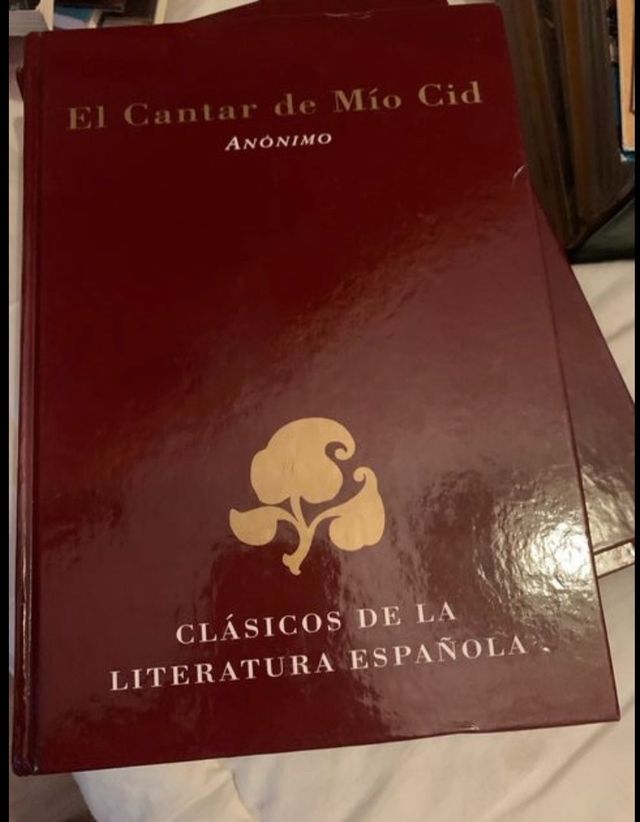 El Cantar de Mío Cid
ANÓNIMO
CLÁSICOS DE LA
LITERATURA ESPAÑOLA